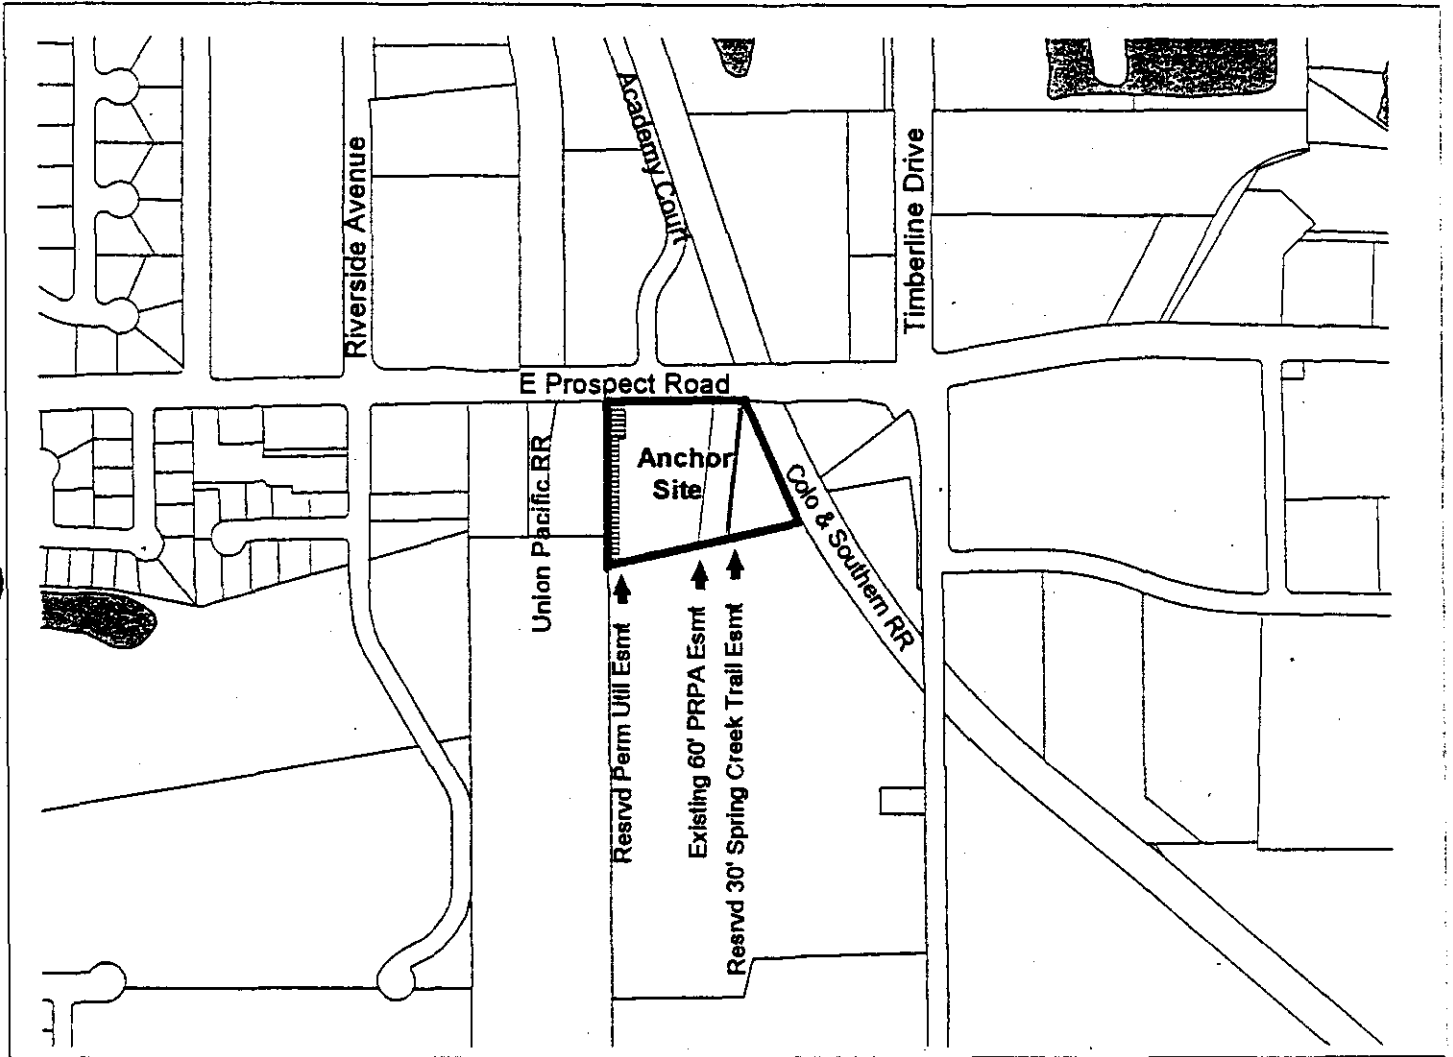 Academy Court
Riverside Avenue
Timberline Drive
E Prospect Road
Union Pacific RR
Anchor
Site
Colo & Southern RR
Resrvd Perm Util Esmt
Existing 60' PRPA Esmt
Resrvd 30' Spring Creek Trail Esmt